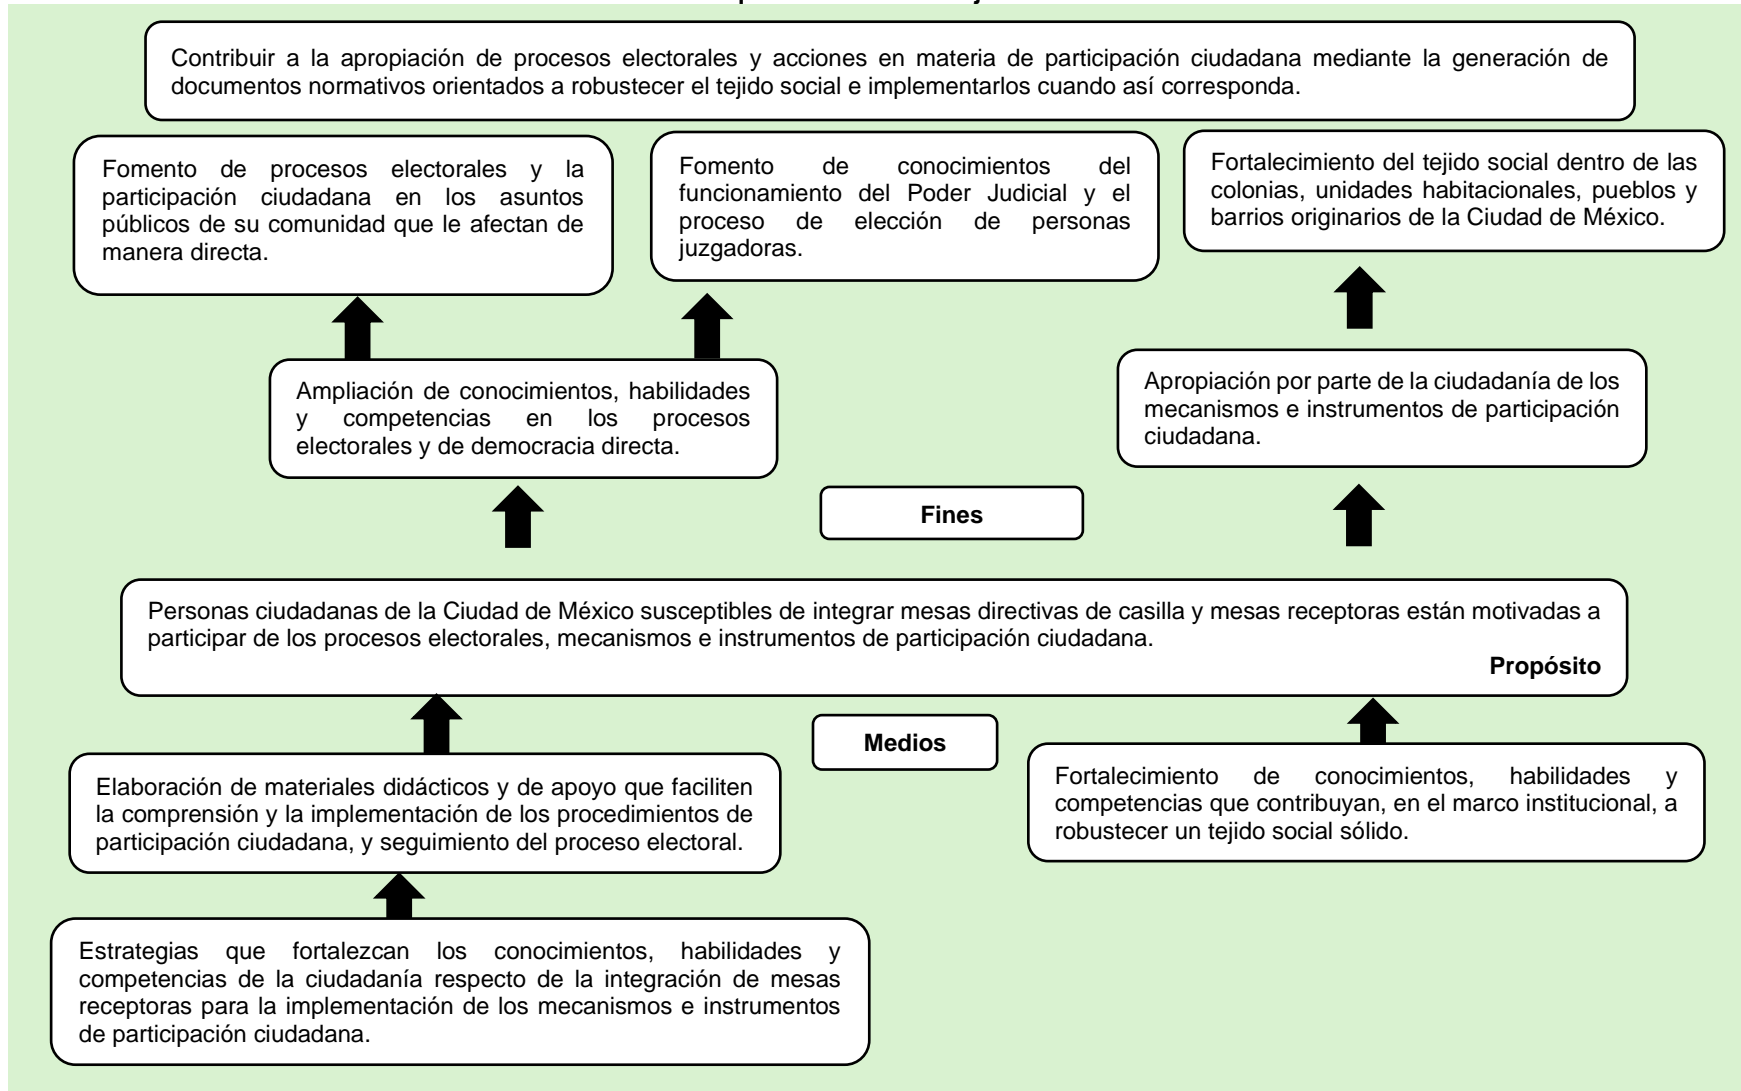 Contribuir a la apropiación de procesos electorales y acciones en materia de participación ciudadana mediante la generación de
documentos normativos orientados a robustecer el tejido social e implementarlos cuando así corresponda.
Fomento de procesos electorales y la
participación ciudadana en los asuntos
públicos de su comunidad que le afectan de
manera directa.
Fomento de conocimientos del
funcionamiento del Poder Judicial y el
proceso de elección de personas
juzgadoras.
Fortalecimiento del tejido social dentro de las
colonias, unidades habitacionales, pueblos y
barrios originarios de la Ciudad de México.
Ampliación de conocimientos, habilidades
y competencias en los procesos
electorales y de democracia directa.
Apropiación por parte de la ciudadanía de los
mecanismos e instrumentos de participación
ciudadana.
Fines
Personas ciudadanas de la Ciudad de México susceptibles de integrar mesas directivas de casilla y mesas receptoras están motivadas a
participar de los procesos electorales, mecanismos e instrumentos de participación ciudadana.
Propósito
Medios
Elaboración de materiales didácticos y de apoyo que faciliten
la comprensión y la implementación de los procedimientos de
participación ciudadana, y seguimiento del proceso electoral.
Fortalecimiento de conocimientos, habilidades y
competencias que contribuyan, en el marco institucional, a
robustecer un tejido social sólido.
Estrategias que fortalezcan los conocimientos, habilidades y
competencias de la ciudadanía respecto de la integración de mesas
receptoras para la implementación de los mecanismos e instrumentos
de participación ciudadana.